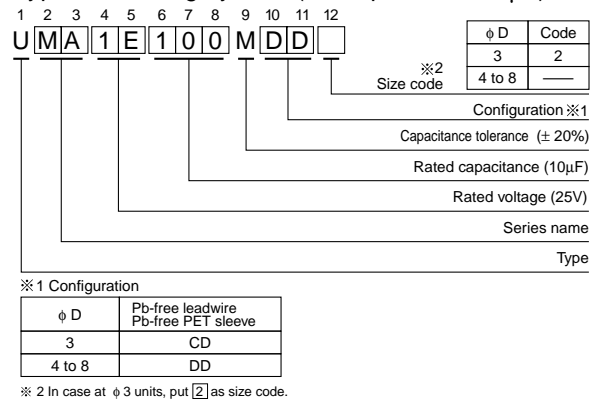 1 2 3 4 5 6 7 8 9 10 11 12
U M A 1 E 1 0 0 M D D
φ D Code
3 2
4 to 8 ——
※2
Size code
Configuration ※1
Capacitance tolerance (± 20%)
Rated capacitance (10µF)
Rated voltage (25V)
Series name
Type
※1 Configuration
φ D Pb-free leadwire
Pb-free PET sleeve
3 CD
4 to 8 DD
※ 2 In case at φ 3 units, put 2 as size code.